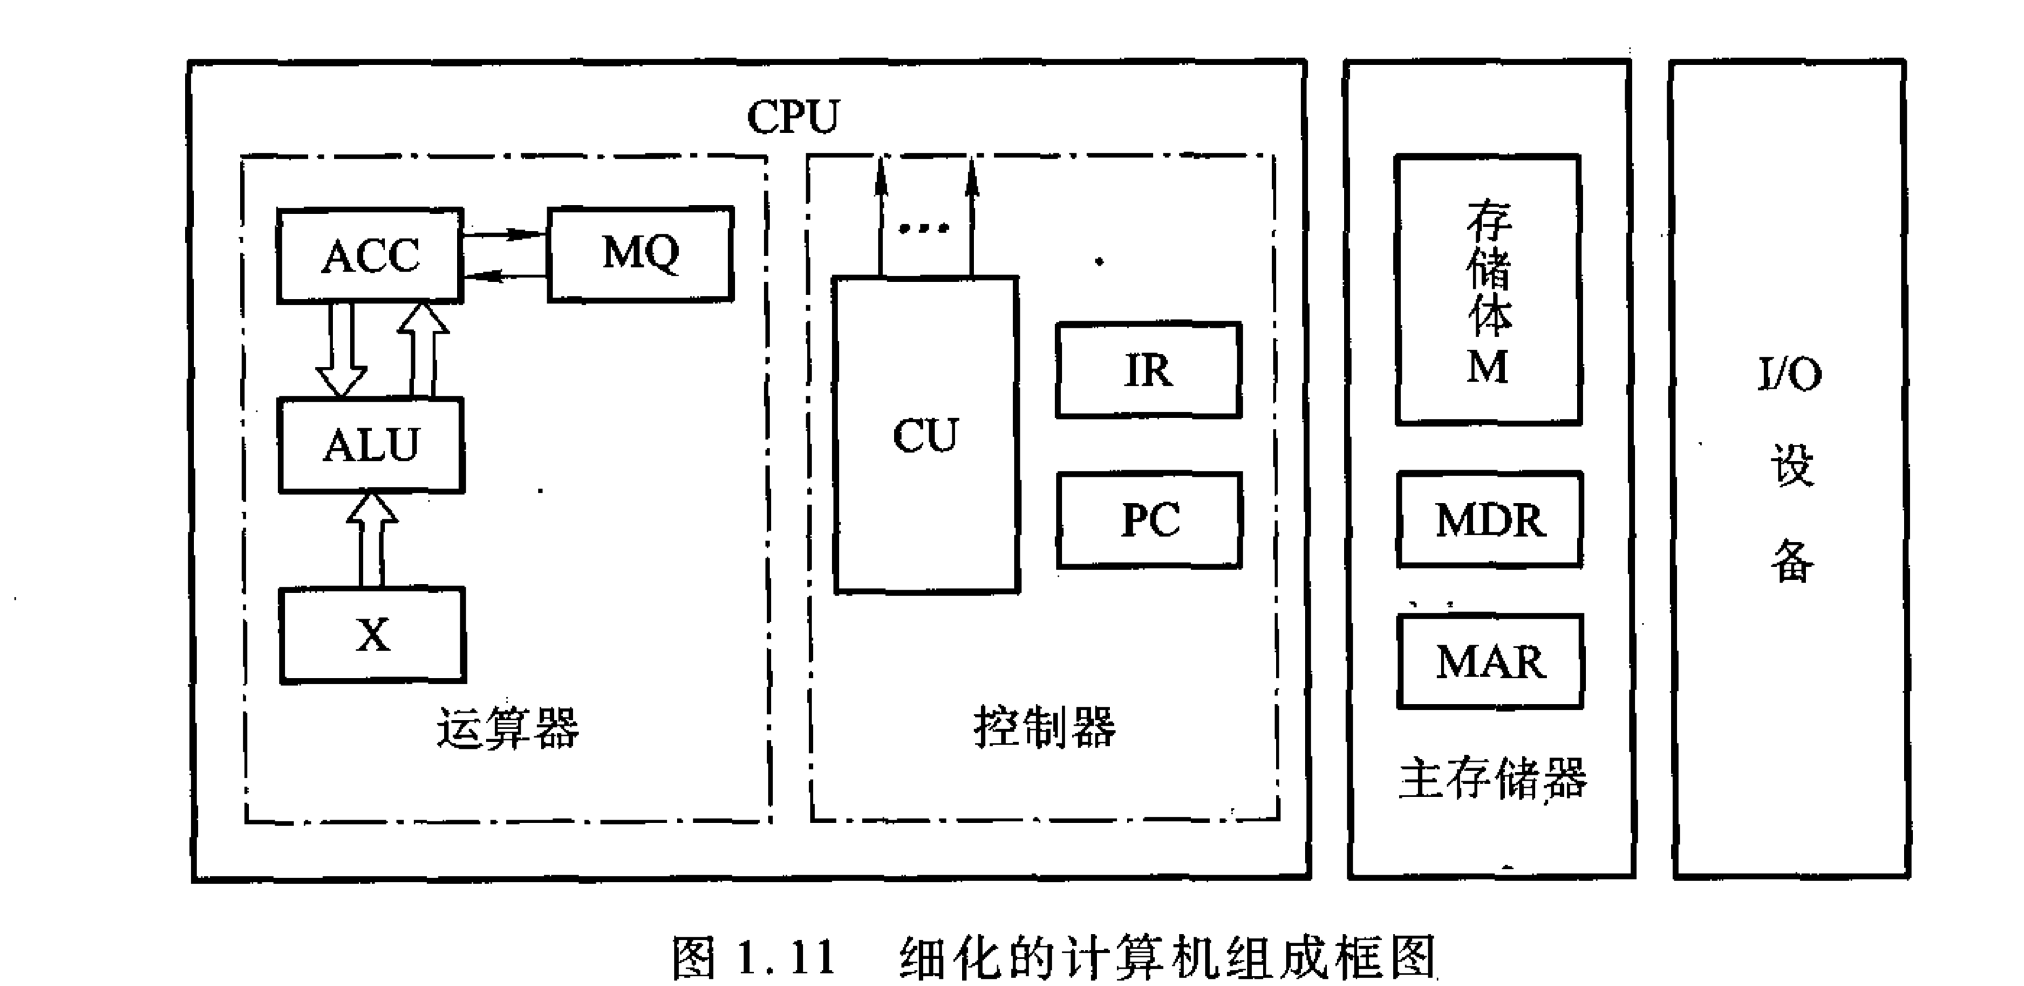 CPU
ACC
MQ
ALU
X
运算器
...
CU
IR
PC
控制器
存
储
体
M
MDR
MAR
主存储器
I/O
设
备
图 1.11 细化的计算机组成框图